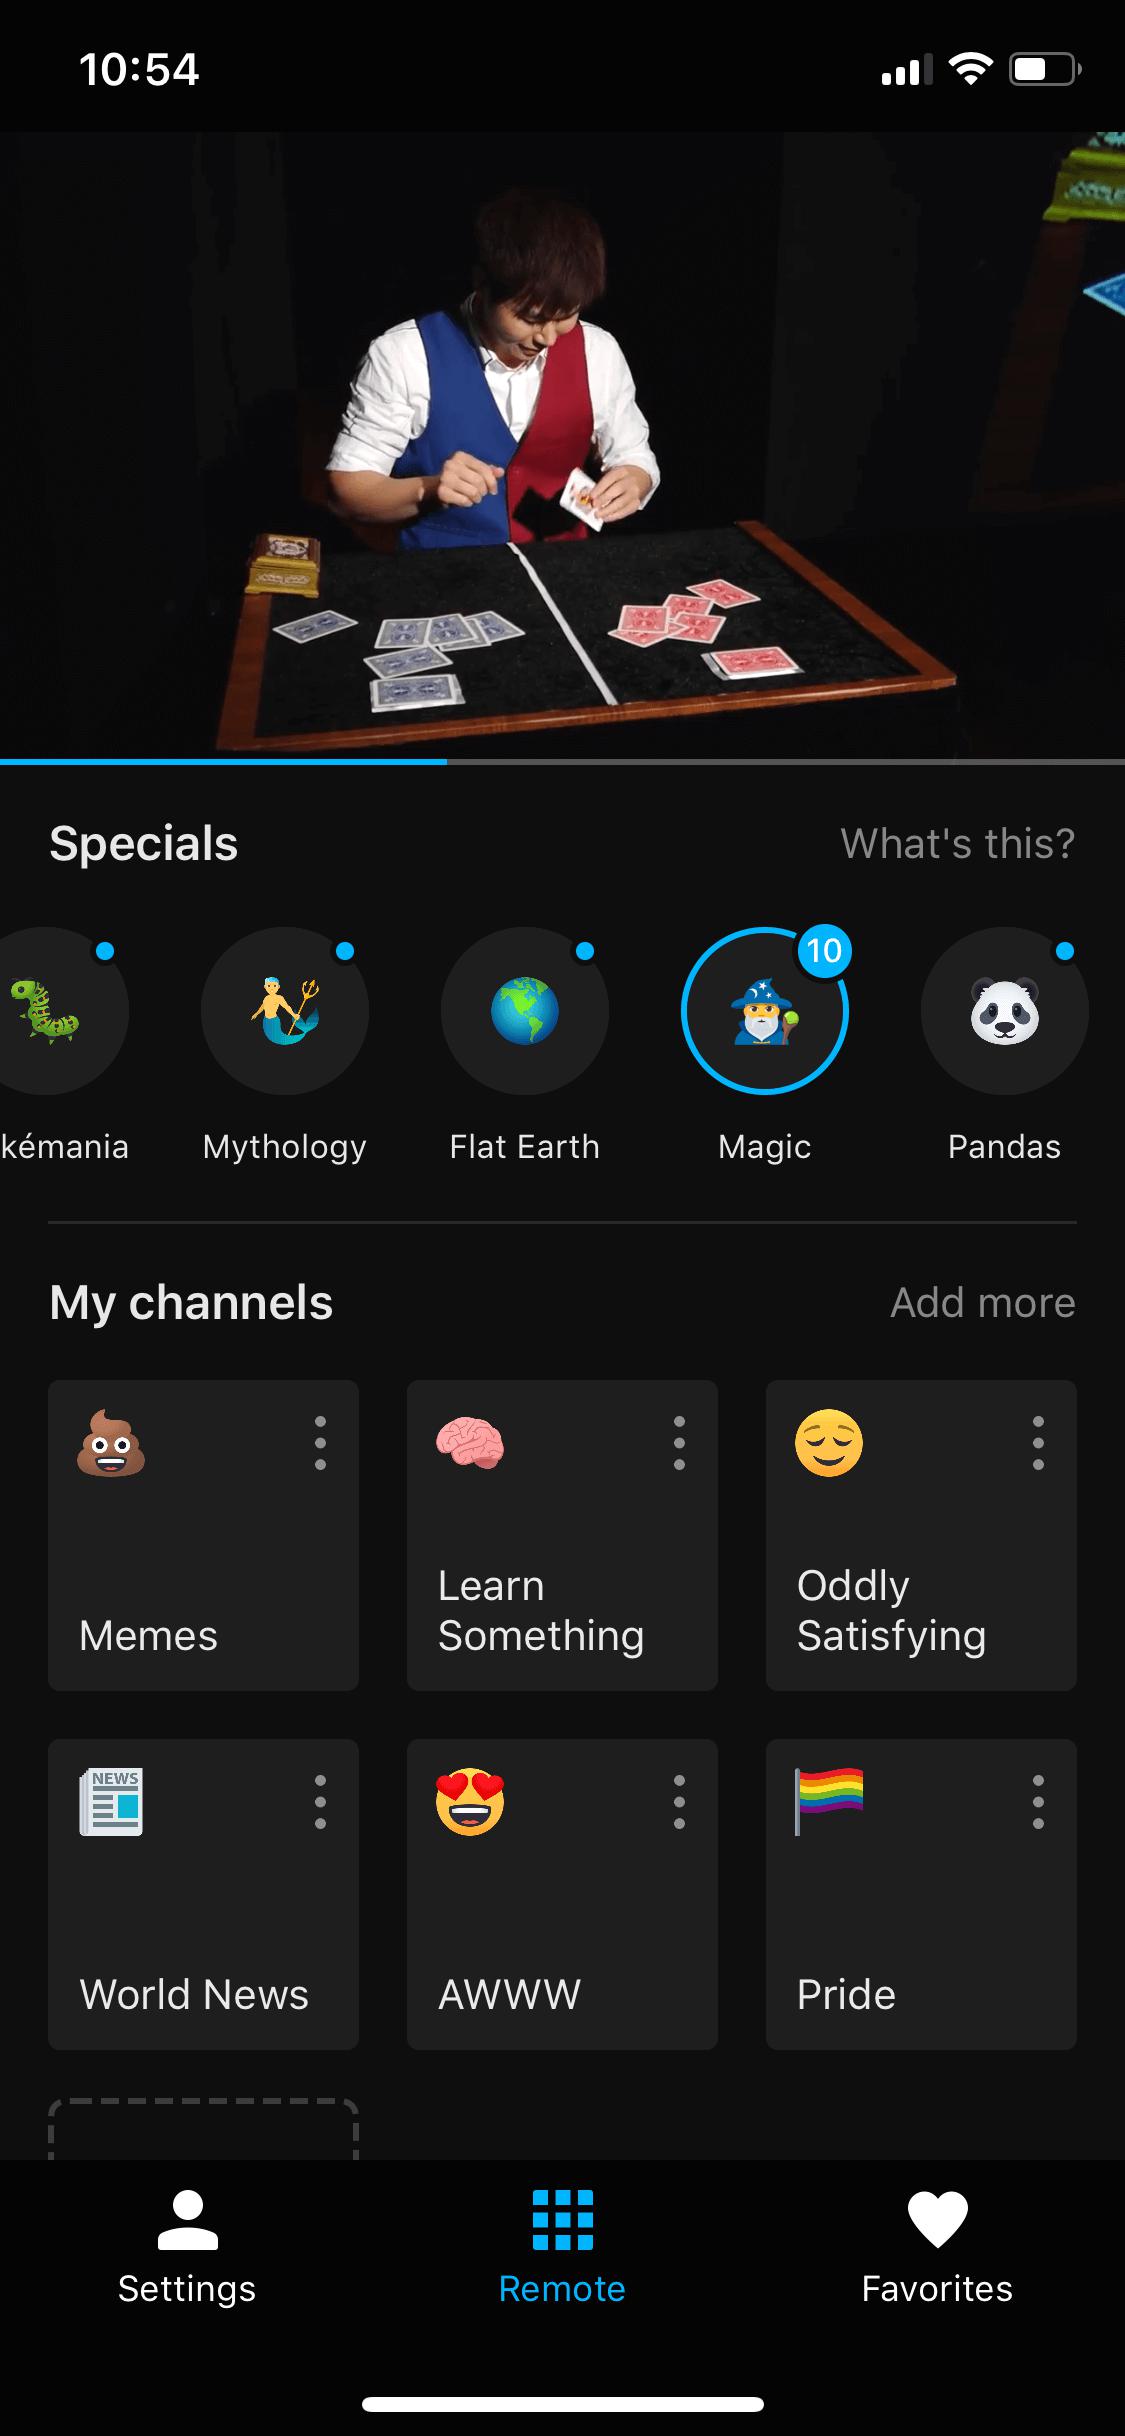 10:54
Specials
What's this?
10
kémania
Mythology
Flat Earth
Magic
Pandas
My channels
Add more
Memes
Learn
Something
Oddly
Satisfying
NEWS
World News
AWWW
Pride
Settings
Remote
Favorites